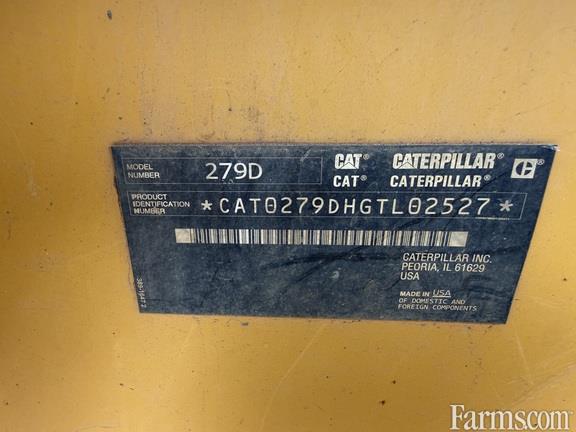 MODEL NUMBER 279D CAT® CATERPILLAR® C
CAT® CATERPILLAR®
PRODUCT IDENTIFICATION NUMBER *CAT0279DHGTL02527*
CATERPILLAR INC.
PEORIA, IL 61629
USA
MADE IN USA
OF DOMESTIC AND
FOREIGN COMPONENTS
Farms.com